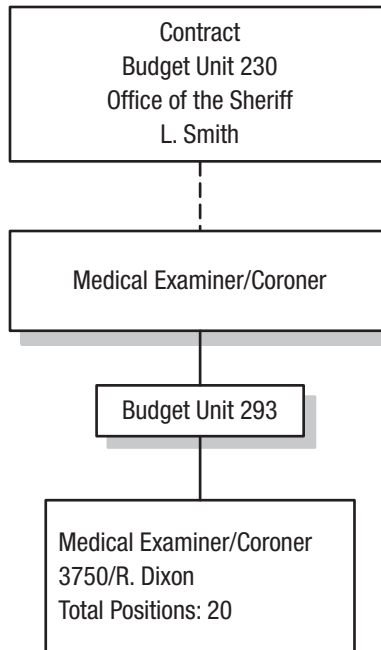 Contract
Budget Unit 230
Office of the Sheriff
L. Smith
Medical Examiner/Coroner
Budget Unit 293
Medical Examiner/Coroner
3750/R. Dixon
Total Positions: 20